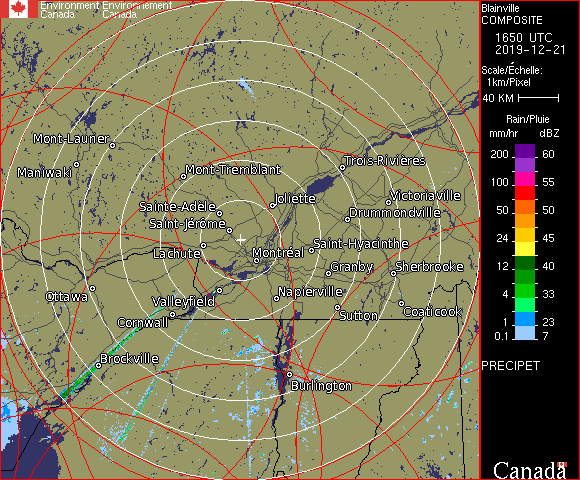 Environment Environnement
Canada Canada
Blainville
COMPOSITE
1650 UTC
2019-12-21
Scale/Échelle:
1km/Pixel
40 KM
Rain/Pluie
mm/hr dBZ
200 60
100 55
50 50
24 45
12 40
4 33
1 23
0.1 7
PRECIPET
Canada
Mont-Laurier
Maniwaki
Mont-Tremblant
Trois-Rivières
Joliette
Victoriaville
Sainte-Adèle
Drummondville
Saint-Jérôme
Lachute
Montréal
Saint-Hyacinthe
Granby
Sherbrooke
Ottawa
Valleyfield
Napierville
Cornwall
Sutton
Coaticook
Brockville
Burlington